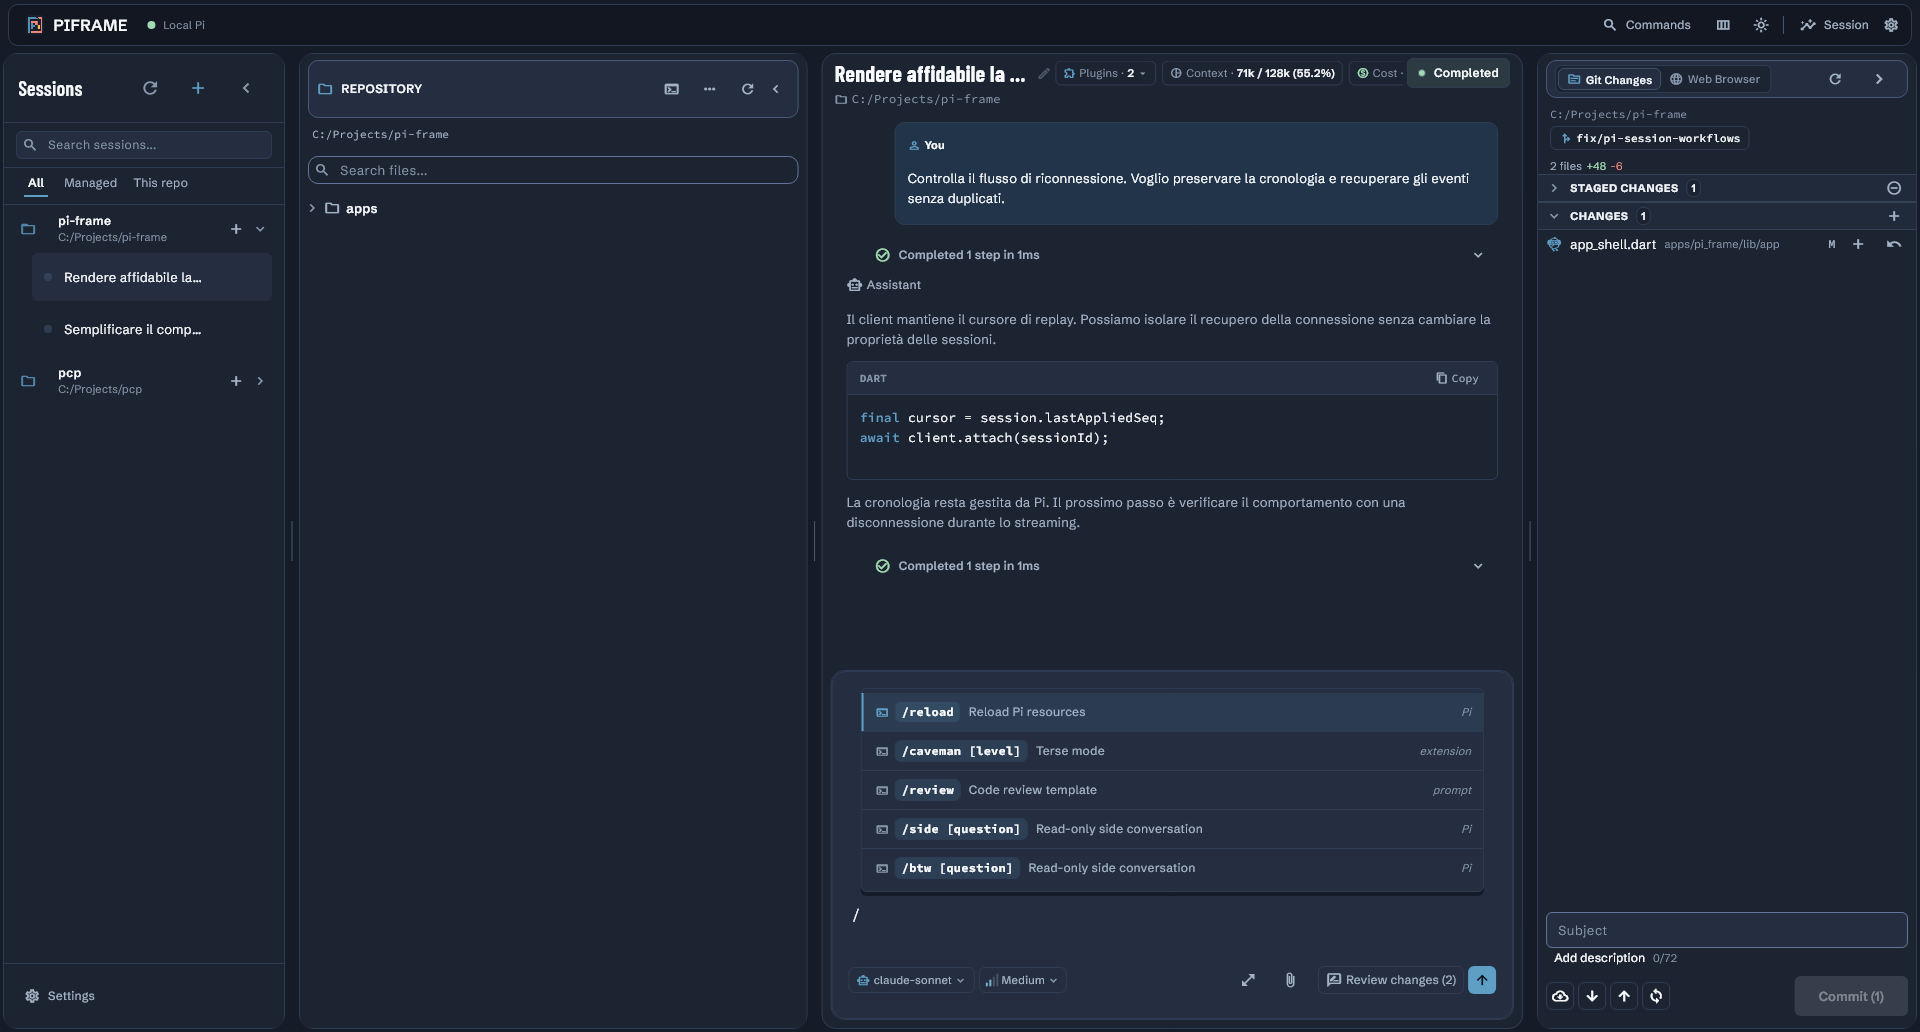 PIFRAME
Local Pi
Commands
Session
Sessions
Search sessions...
All
Managed
This repo
pi-frame
C:/Projects/pi-frame
Rendere affidabile la...
Semplificare il comp...
pcp
C:/Projects/pcp
Settings
REPOSITORY
C:/Projects/pi-frame
Search files...
apps
Rendere affidabile la ...
Plugins · 2
Context · 71k / 128k (55.2%)
Cost ·
Completed
C:/Projects/pi-frame
You
Controlla il flusso di riconnessione. Voglio preservare la cronologia e recuperare gli eventi
senza duplicati.
Completed 1 step in 1ms
Assistant
Il client mantiene il cursore di replay. Possiamo isolare il recupero della connessione senza cambiare la
proprietà delle sessioni.
DART
Copy
final cursor = session.lastAppliedSeq;
await client.attach(sessionId);
La cronologia resta gestita da Pi. Il prossimo passo è verificare il comportamento con una
disconnessione durante lo streaming.
Completed 1 step in 1ms
/reload Reload Pi resources Pi
/caveman [level] Terse mode extension
/review Code review template prompt
/side [question] Read-only side conversation Pi
/btw [question] Read-only side conversation Pi
/
claude-sonnet
Medium
Review changes (2)
Git Changes
Web Browser
C:/Projects/pi-frame
fix/pi-session-workflows
2 files +48 -6
STAGED CHANGES 1
CHANGES 1
app_shell.dart apps/pi_frame/lib/app M
Subject
Add description 0/72
Commit (1)